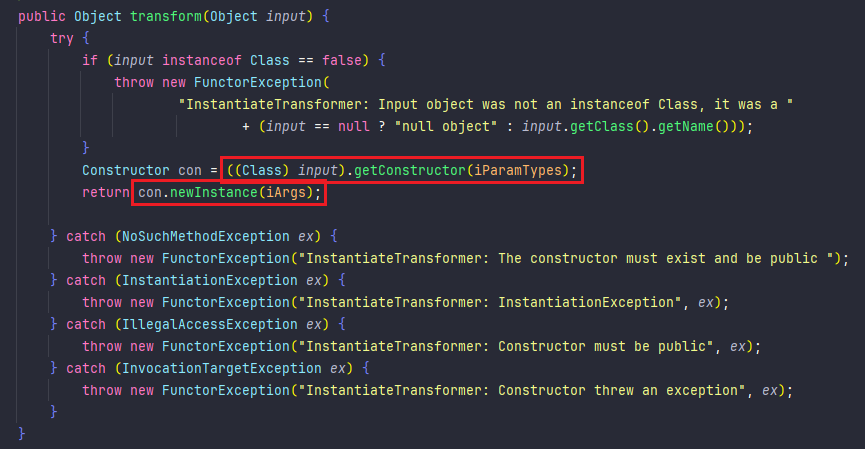 public Object transform(Object input) {
    try {
        if (input instanceof Class == false) {
            throw new FunctorException(
                    "InstantiateTransformer: Input object was not an instanceof Class, it was a "
                            + (input == null ? "null object" : input.getClass().getName()));
        }
        Constructor con = ((Class) input).getConstructor(iParamTypes);
        return con.newInstance(iArgs);
    } catch (NoSuchMethodException ex) {
        throw new FunctorException("InstantiateTransformer: The constructor must exist and be public ");
    } catch (InstantiationException ex) {
        throw new FunctorException("InstantiateTransformer: InstantiationException", ex);
    } catch (IllegalAccessException ex) {
        throw new FunctorException("InstantiateTransformer: Constructor must be public", ex);
    } catch (InvocationTargetException ex) {
        throw new FunctorException("InstantiateTransformer: Constructor threw an exception", ex);
    }
}